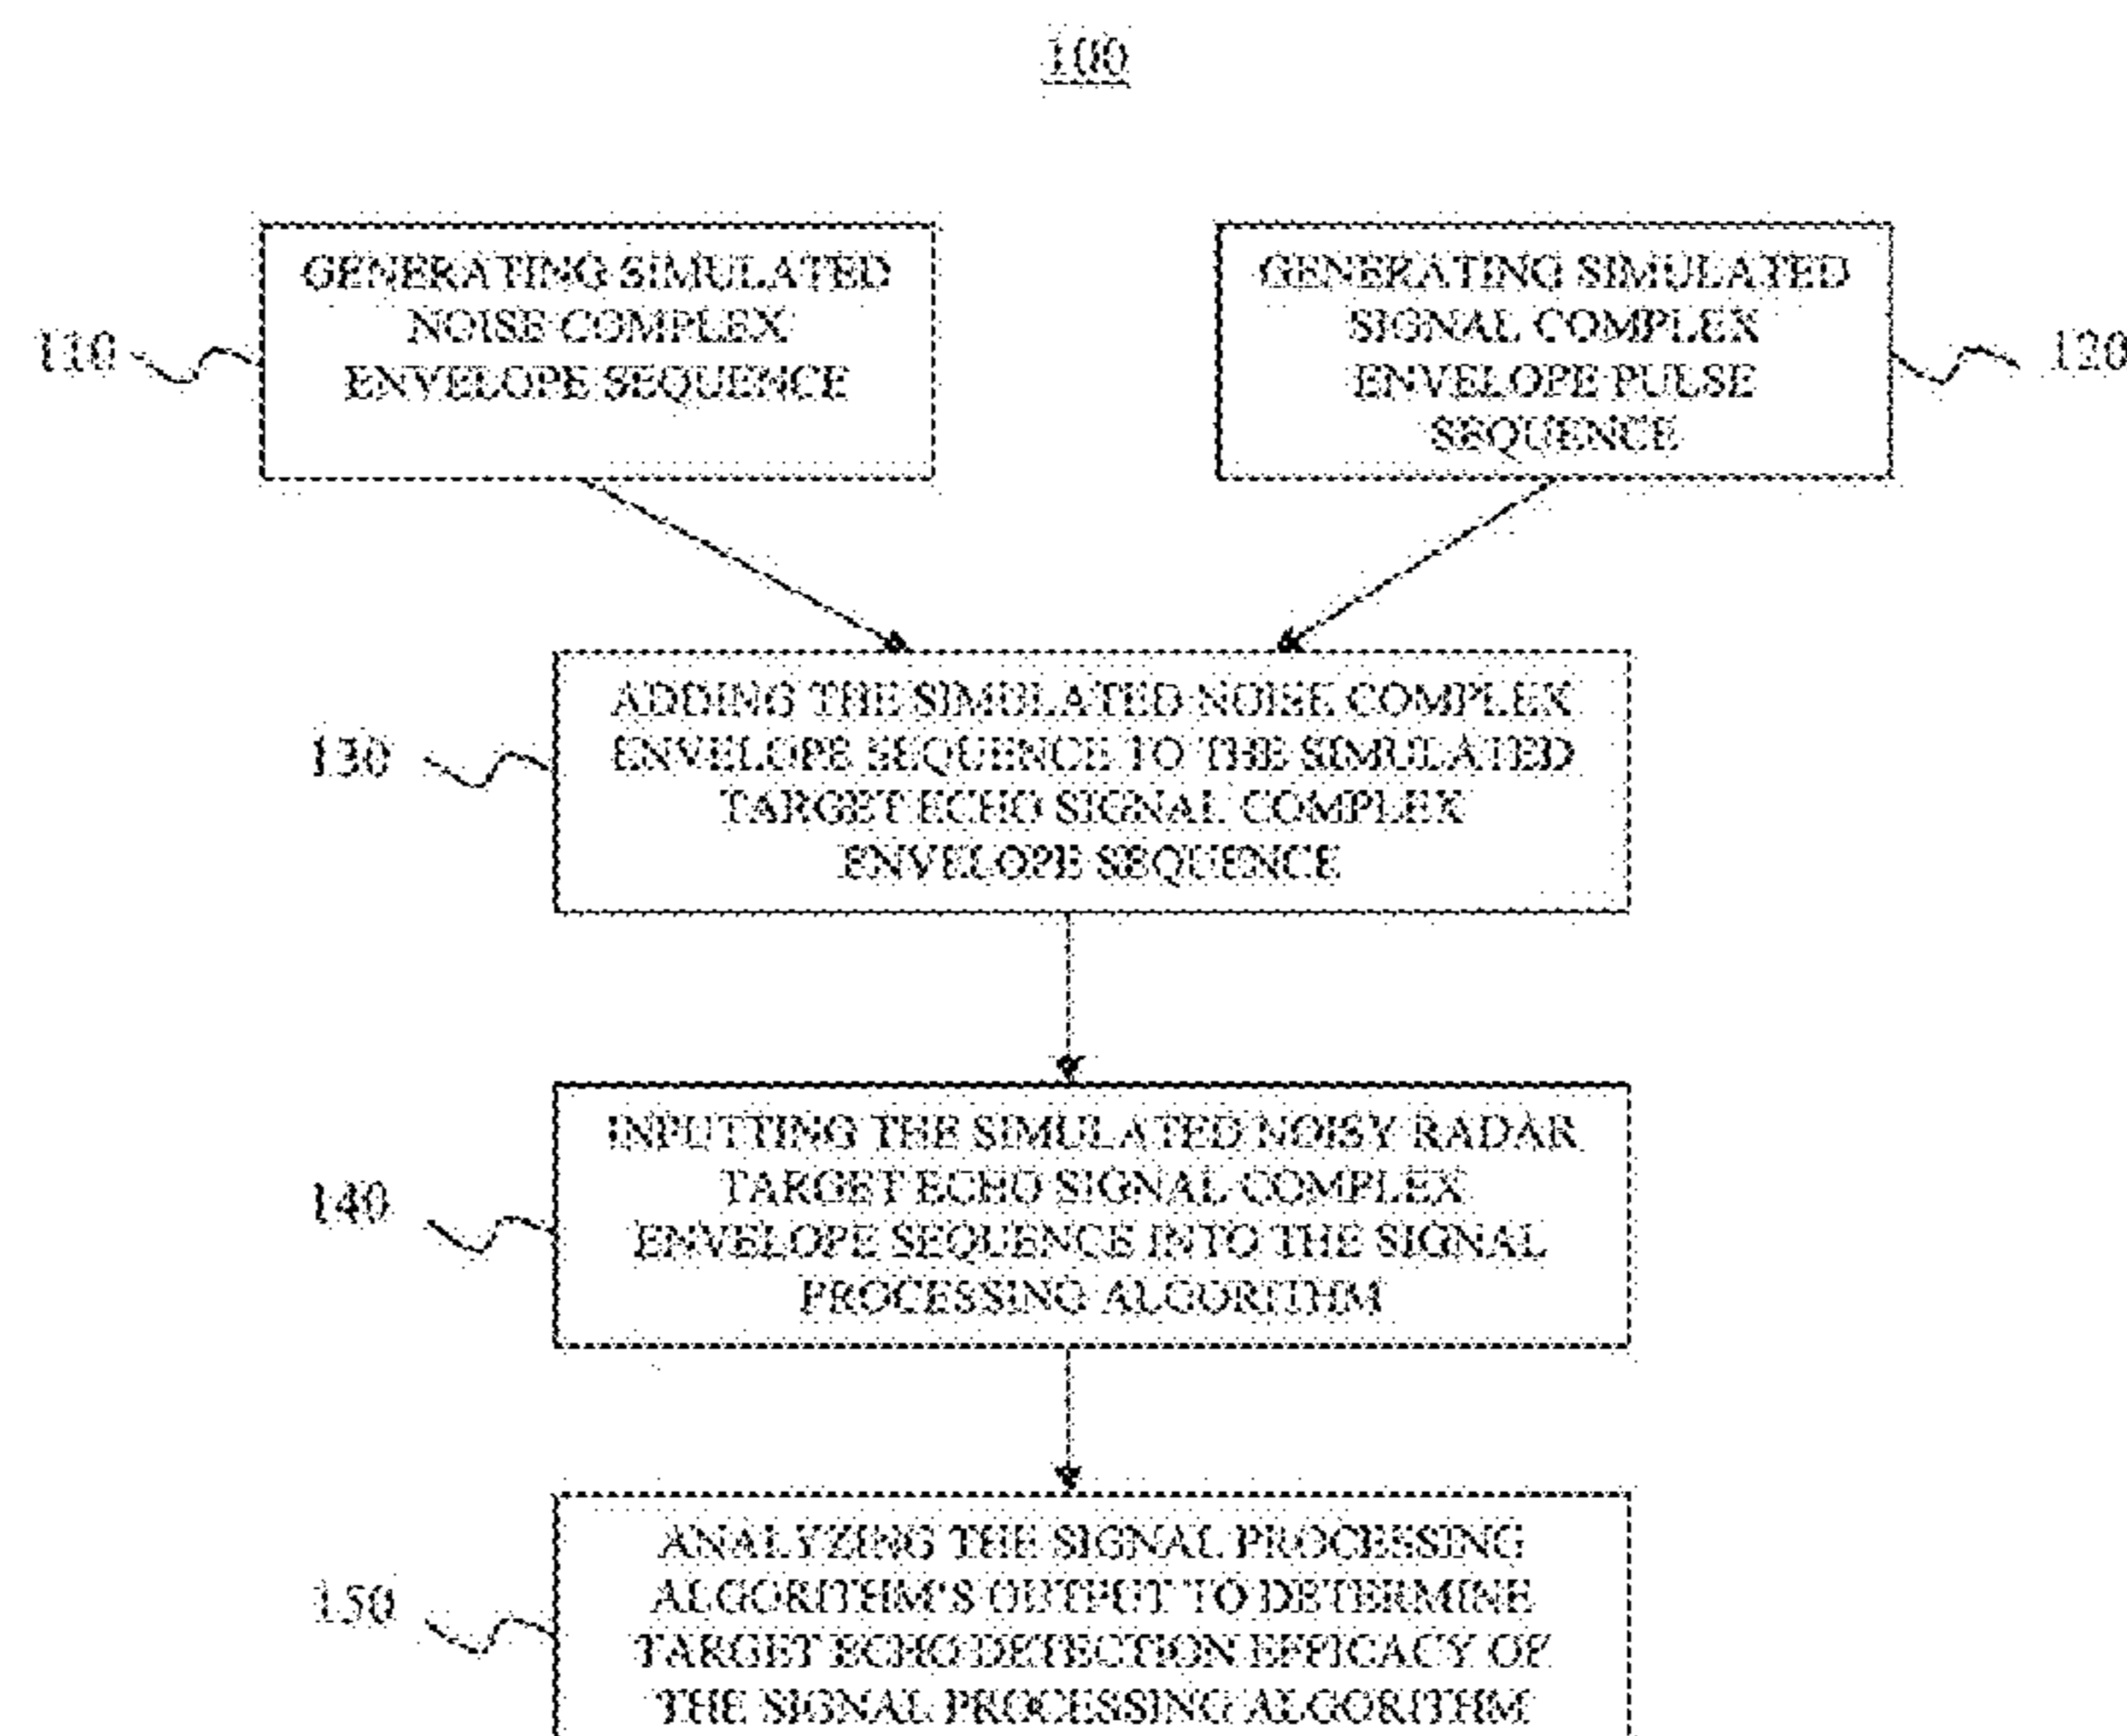 100
GENERATING SIMULATED
NOISE COMPLEX
ENVELOPE SEQUENCE
110
GENERATING SIMULATED
SIGNAL COMPLEX
ENVELOPE PULSE
SEQUENCE
120
ADDING THE SIMULATED NOISE COMPLEX
ENVELOPE SEQUENCE TO THE SIMULATED
TARGET ECHO SIGNAL COMPLEX
ENVELOPE SEQUENCE
130
INPUTTING THE SIMULATED NOISY RADAR
TARGET ECHO SIGNAL COMPLEX
ENVELOPE SEQUENCE INTO THE SIGNAL
PROCESSING ALGORITHM
140
ANALYZING THE SIGNAL PROCESSING
ALGORITHM'S OUTPUT TO DETERMINE
TARGET ECHO DETECTION EFFICACY OF
THE SIGNAL PROCESSING ALGORITHM
150